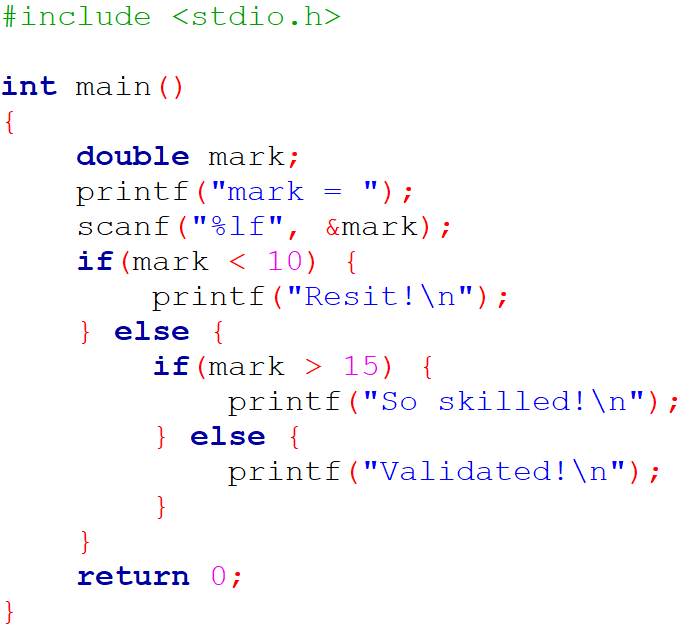 #include <stdio.h>

int main()
{
    double mark;
    printf("mark = ");
    scanf("%lf", &mark);
    if(mark < 10) {
        printf("Resit!\n");
    } else {
        if(mark > 15) {
            printf("So skilled!\n");
        } else {
            printf("Validated!\n");
        }
    }
    return 0;
}